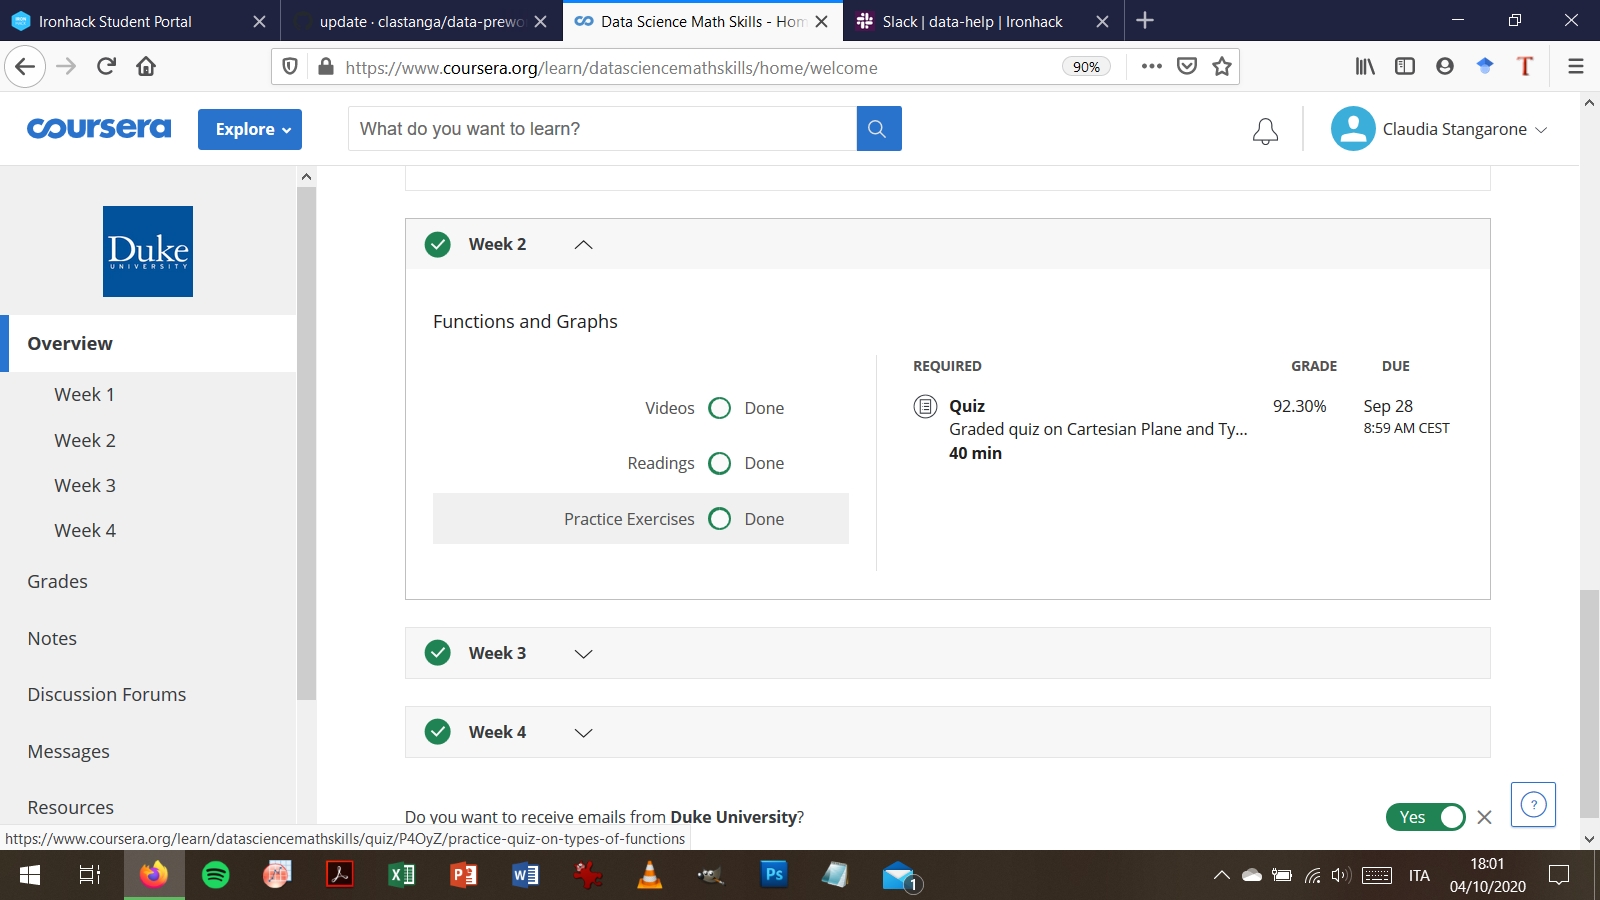 Ironhack Student Portal
update · clastanga/data-prewo
Data Science Math Skills - Hom
Slack | data-help | Ironhack
https://www.coursera.org/learn/datasciencemathskills/home/welcome
90%
coursera
Explore
What do you want to learn?
Claudia Stangarone
Duke
UNIVERSITY
Overview
Week 1
Week 2
Week 3
Week 4
Grades
Notes
Discussion Forums
Messages
Resources
Week 2
Functions and Graphs
Videos Done
Readings Done
Practice Exercises Done
REQUIRED GRADE DUE
Quiz 92.30% Sep 28
Graded quiz on Cartesian Plane and Ty... 8:59 AM CEST
40 min
Week 3
Week 4
Do you want to receive emails from Duke University?
Yes
?
https://www.coursera.org/learn/datasciencemathskills/quiz/P4OyZ/practice-quiz-on-types-of-functions
Ps
1
ITA
18:01
04/10/2020